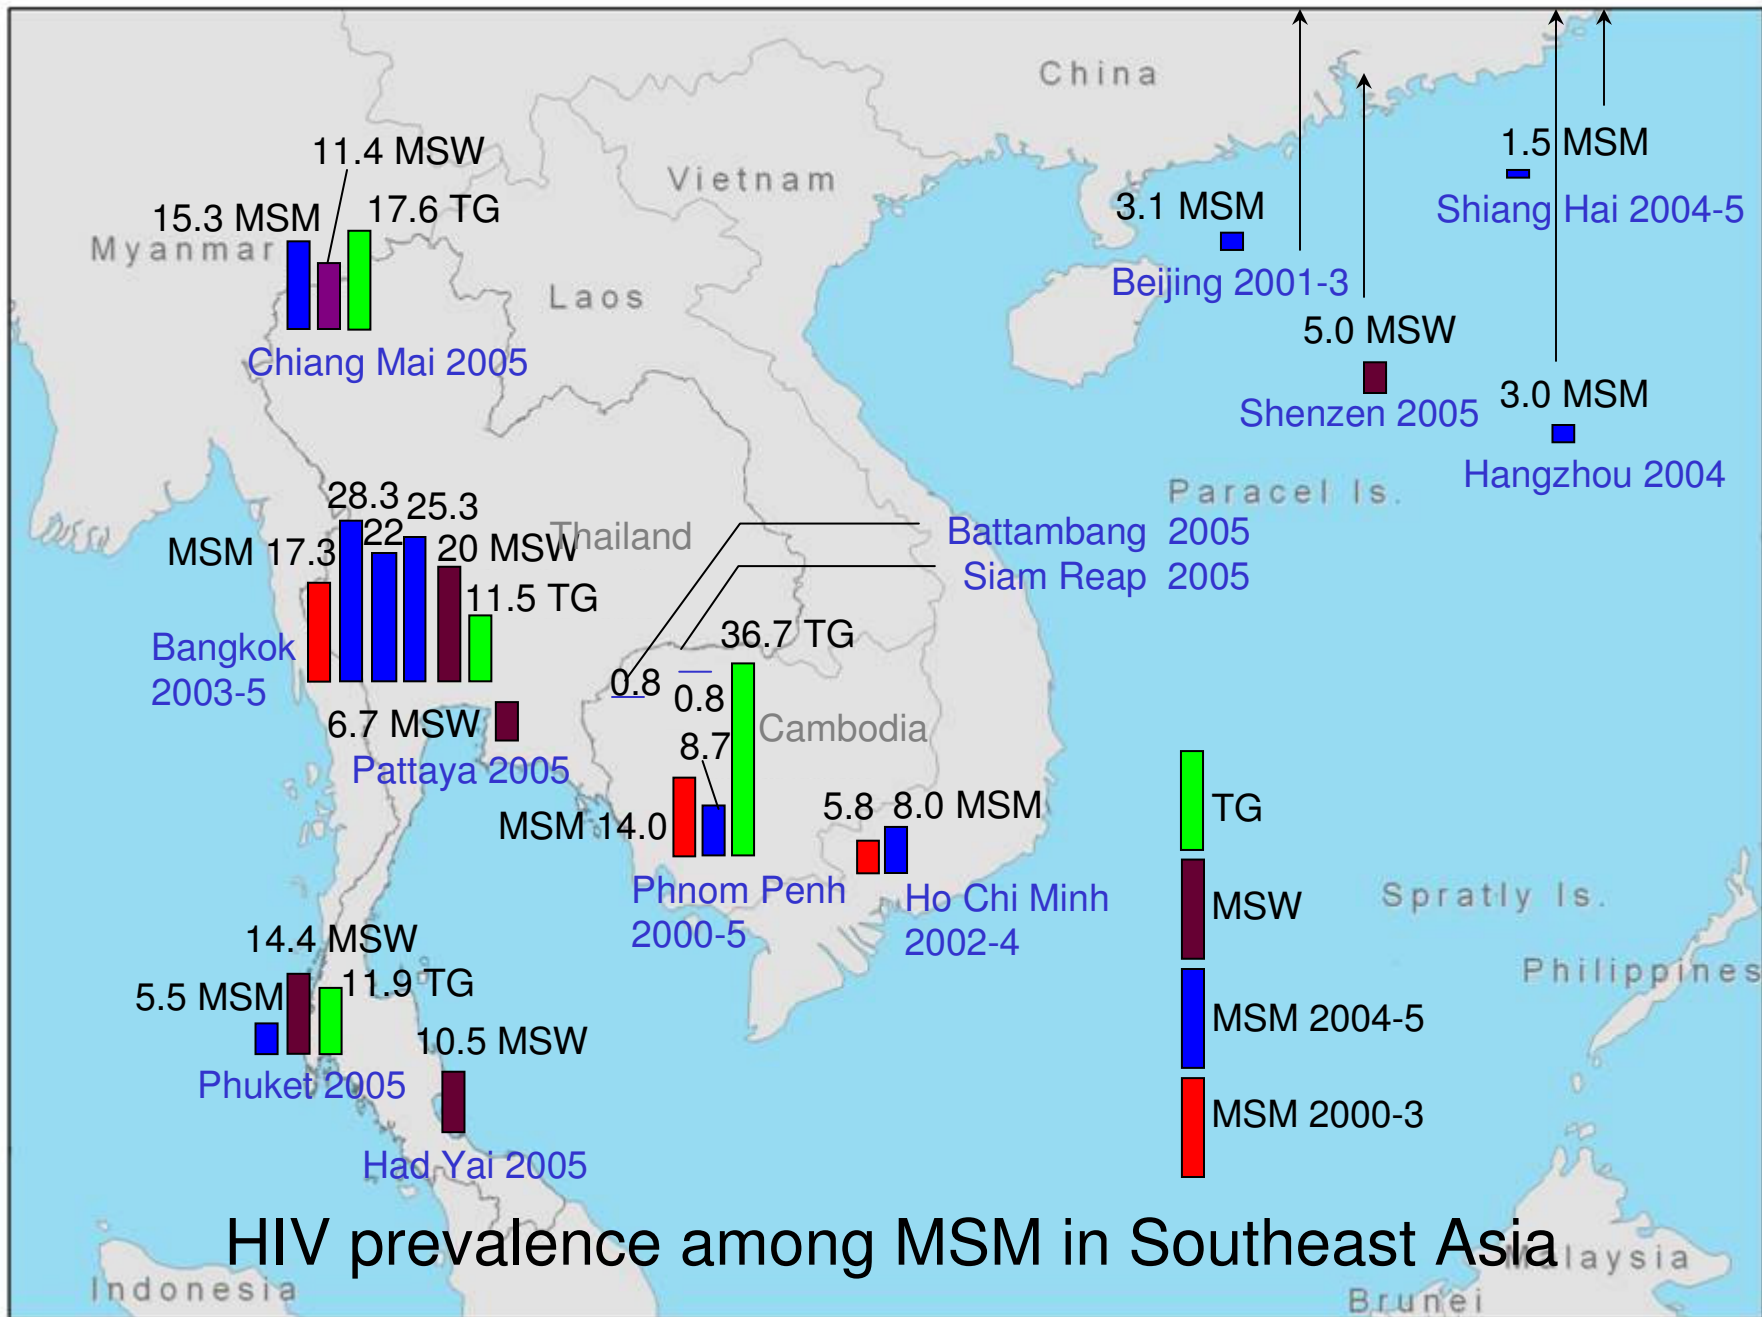 China
11.4 MSW
1.5 MSM
Vietnam
15.3 MSM
17.6 TG
3.1 MSM
Shiang Hai 2004-5
Myanmar
Laos
Beijing 2001-3
5.0 MSW
Chiang Mai 2005
3.0 MSM
Shenzen 2005
Hangzhou 2004
Paracel Is.
28.3
25.3
22
Thailand
MSM 17.3
20 MSW
Battambang 2005
Siam Reap 2005
11.5 TG
Bangkok
2003-5
36.7 TG
0.8
0.8
6.7 MSW
Cambodia
8.7
Pattaya 2005
MSM 14.0
5.8
8.0 MSM
TG
Phnom Penh
2000-5
Ho Chi Minh
2002-4
MSW
Spratly Is.
14.4 MSW
Philippines
5.5 MSM
11.9 TG
MSM 2004-5
10.5 MSW
Phuket 2005
MSM 2000-3
Had Yai 2005
HIV prevalence among MSM in Southeast Asia
Malaysia
Indonesia
Brunei